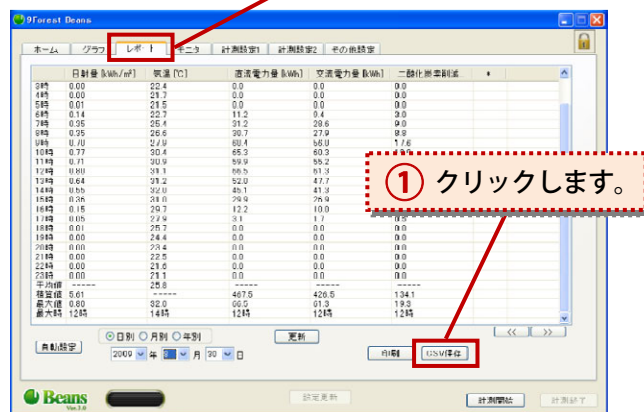 9Forest Beans
ホーム グラフ レポート モニタ 計測設定1 計測設定2 その他設定
日射量 [kWh/㎡] 気温 [℃] 直流電力量 [kWh] 交流電力量 [kWh] 二酸化炭素削減...
3時 0.00 22.4 0.0 0.0 0.0
4時 0.00 21.7 0.0 0.0 0.0
5時 0.01 21.5 0.0 0.0 0.0
6時 0.14 22.7 11.2 9.4 3.0
7時 0.35 25.4 31.2 28.6 9.0
8時 0.35 26.6 30.7 27.9 8.8
9時 0.70 27.9 60.4 56.0 17.6
10時 0.77 30.4 65.3 60.3
11時 0.71 30.9 59.9 55.2
12時 0.80 31.1 66.5 61.3
13時 0.64 31.2 52.0 47.7
14時 0.55 32.0 45.1 41.3
15時 0.36 31.0 29.9 26.9
16時 0.15 29.7 12.2 10.0
17時 0.05 27.9 3.1 1.7 0.5
18時 0.01 25.7 0.0 0.0 0.0
19時 0.00 24.4 0.0 0.0 0.0
20時 0.00 23.4 0.0 0.0 0.0
21時 0.00 22.5 0.0 0.0 0.0
22時 0.00 21.6 0.0 0.0 0.0
23時 0.00 21.1 0.0 0.0 0.0
平均値 ----- 25.8 ----- ----- -----
積算値 5.61 ----- 467.5 426.5 134.1
最大値 0.80 32.0 66.5 61.3 19.3
最大時 12時 14時 12時 12時 12時
① クリックします。
<< >>
自動設定 日別 月別 年別 更新
2009 年 月 30 日 印刷 CSV保存
Beans
Ver.1.0
設定更新 計測開始 計測終了